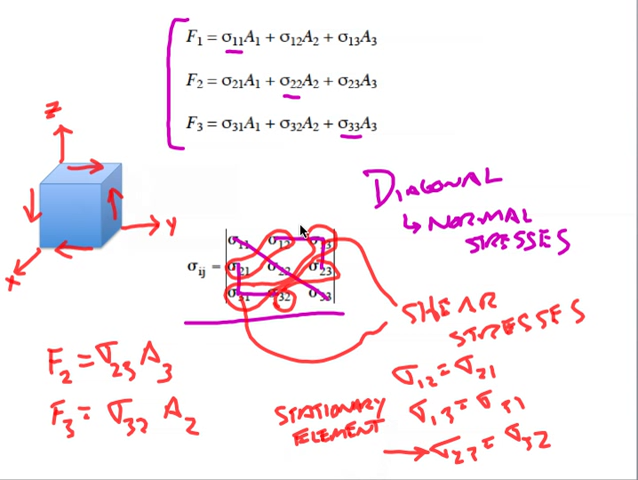 F₁ = σ₁₁A₁ + σ₁₂A₂ + σ₁₃A₃
F₂ = σ₂₁A₁ + σ₂₂A₂ + σ₂₃A₃
F₃ = σ₃₁A₁ + σ₃₂A₂ + σ₃₃A₃
Z
Y
X
DIAGONAL
↳ NORMAL
STRESSES
σᵢⱼ =
σ₁₁ σ₁₂ σ₁₃
σ₂₁ σ₂₂ σ₂₃
σ₃₁ σ₃₂ σ₃₃
SHEAR
STRESSES
F₂ = σ₂₃ A₃
F₃ = σ₃₂ A₂
STATIONARY
ELEMENT
σ₁₂ = σ₂₁
σ₁₃ = σ₃₁
→ σ₂₃ = σ₃₂